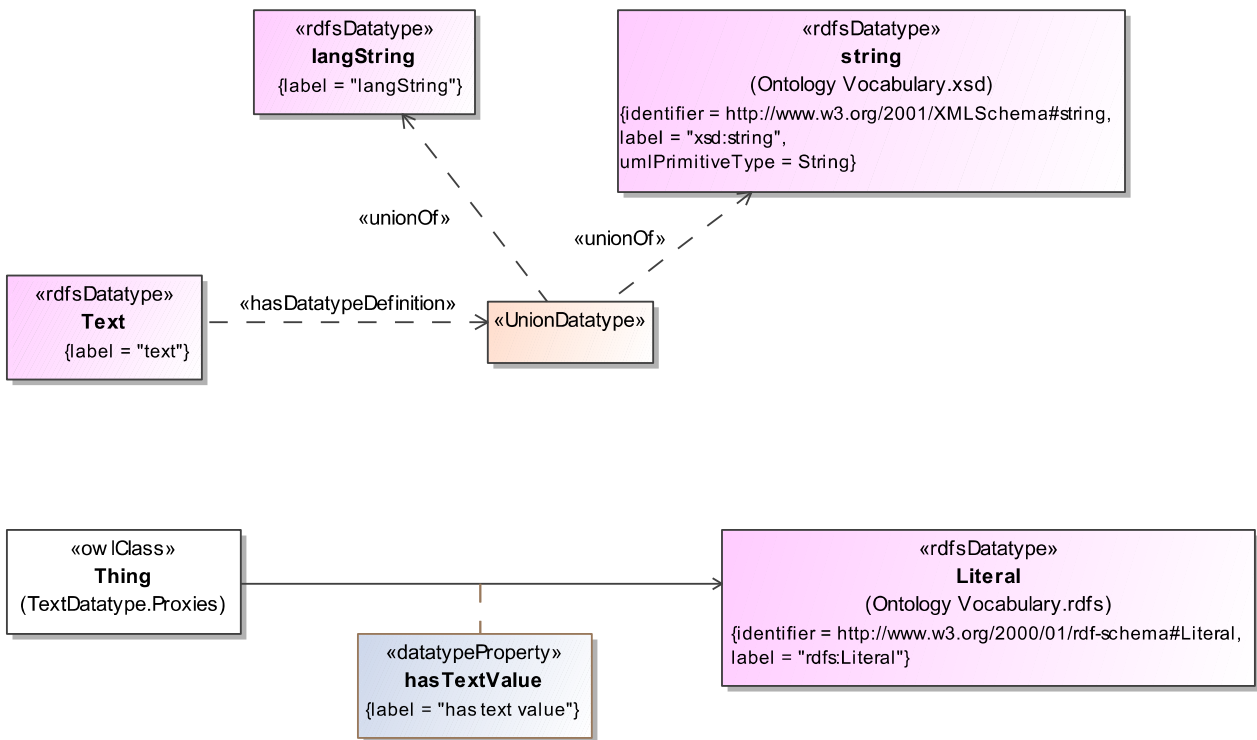 «rdfsDatatype»
langString
{label = "langString"}
«rdfsDatatype»
string
(Ontology Vocabulary.xsd)
{identifier = http://www.w3.org/2001/XMLSchema#string,
label = "xsd:string",
umlPrimitiveType = String}
«unionOf»
«unionOf»
«rdfsDatatype»
Text
{label = "text"}
«hasDatatypeDefinition»
«UnionDatatype»
«owlClass»
Thing
(TextDatatype.Proxies)
«rdfsDatatype»
Literal
(Ontology Vocabulary.rdfs)
{identifier = http://www.w3.org/2000/01/rdf-schema#Literal,
label = "rdfs:Literal"}
«datatypeProperty»
hasTextValue
{label = "has text value"}